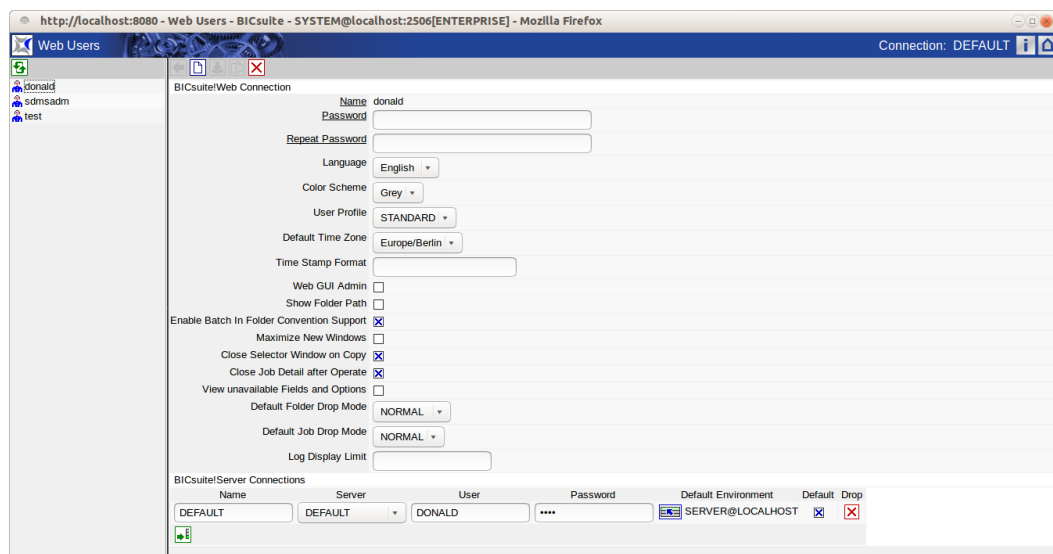 http://localhost:8080 - Web Users - BICsuite - SYSTEM@localhost:2506[ENTERPRISE] - Mozilla Firefox
Web Users
Connection: DEFAULT
donald
sdmsadm
test
BICsuite!Web Connection
Name donald
Password
Repeat Password
Language English
Color Scheme Grey
User Profile STANDARD
Default Time Zone Europe/Berlin
Time Stamp Format
Web GUI Admin
Show Folder Path
Enable Batch In Folder Convention Support
Maximize New Windows
Close Selector Window on Copy
Close Job Detail after Operate
View unavailable Fields and Options
Default Folder Drop Mode NORMAL
Default Job Drop Mode NORMAL
Log Display Limit
BICsuite!Server Connections
Name Server User Password Default Environment Default Drop
DEFAULT DEFAULT DONALD •••• SERVER@LOCALHOST